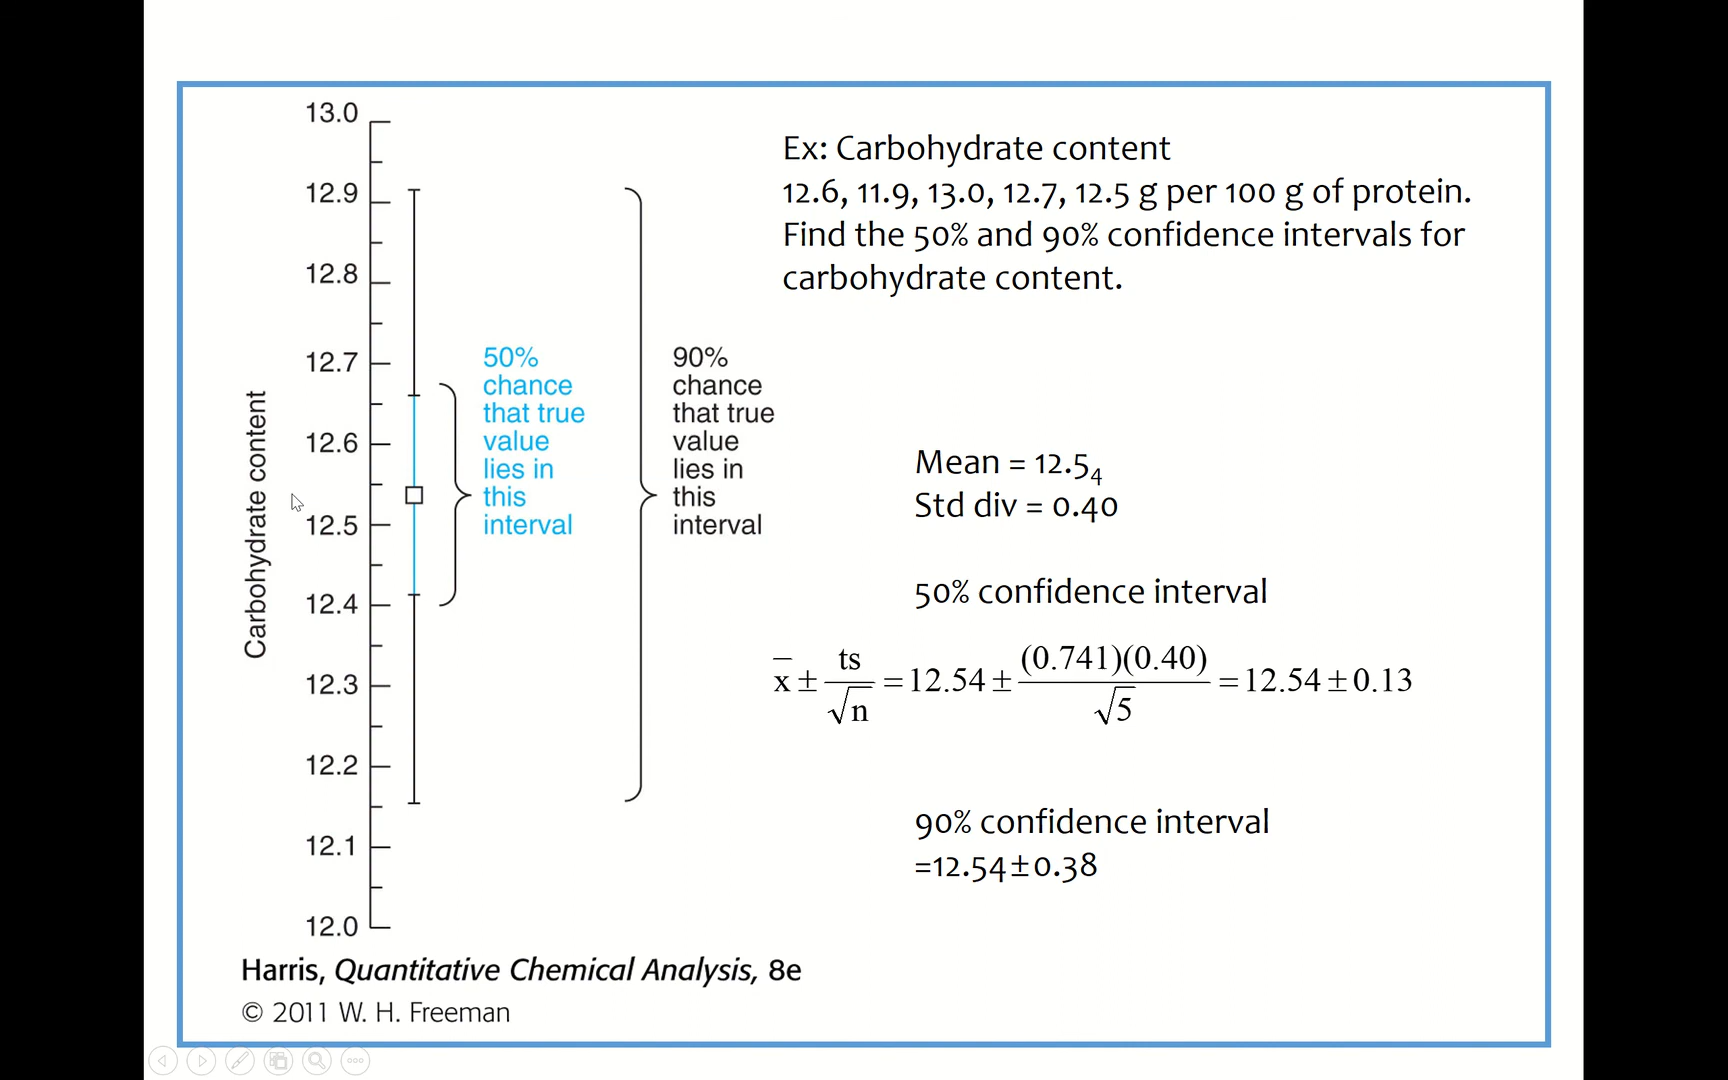 13.0
12.9
12.8
12.7
12.6
12.5
12.4
12.3
12.2
12.1
12.0
Carbohydrate content
50%
chance
that true
value
lies in
this
interval
90%
chance
that true
value
lies in
this
interval
Ex: Carbohydrate content
12.6, 11.9, 13.0, 12.7, 12.5 g per 100 g of protein.
Find the 50% and 90% confidence intervals for
carbohydrate content.
Mean = 12.5₄
Std div = 0.40
50% confidence interval
x̄ ± ts/√n = 12.54 ± (0.741)(0.40)/√5 = 12.54 ± 0.13
90% confidence interval
=12.54±0.38
Harris, Quantitative Chemical Analysis, 8e
© 2011 W. H. Freeman